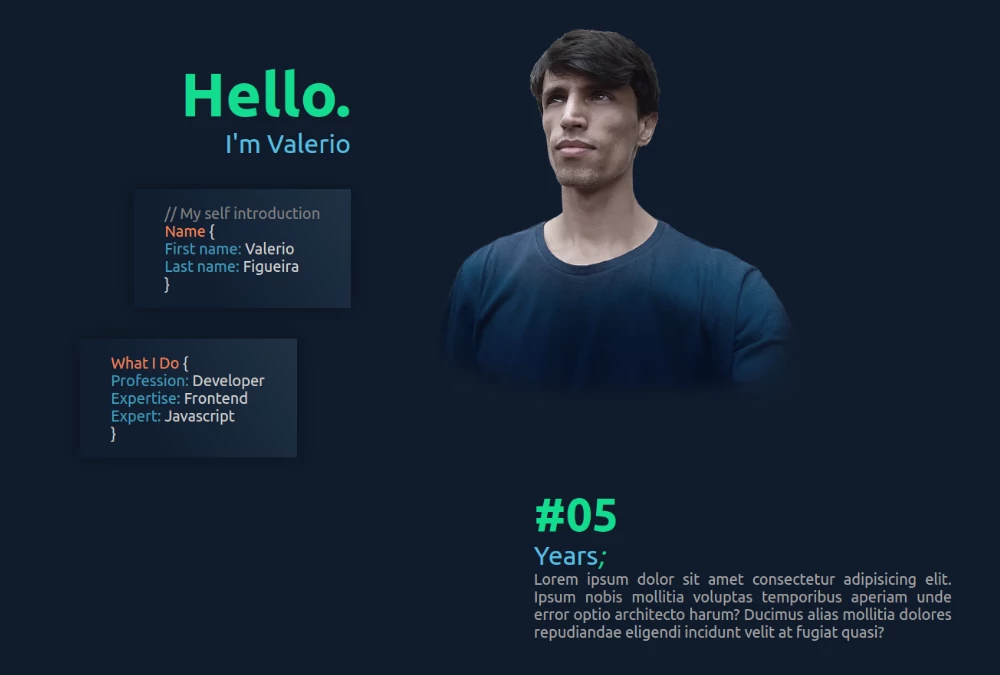 Hello.
I'm Valerio
// My self introduction
Name {
First name: Valerio
Last name: Figueira
}
What I Do {
Profession: Developer
Expertise: Frontend
Expert: Javascript
}
#05
Years;
Lorem ipsum dolor sit amet consectetur adipisicing elit.
Ipsum nobis mollitia voluptas temporibus aperiam unde
error optio architecto harum? Ducimus alias mollitia dolores
repudiandae eligendi incidunt velit at fugiat quasi?